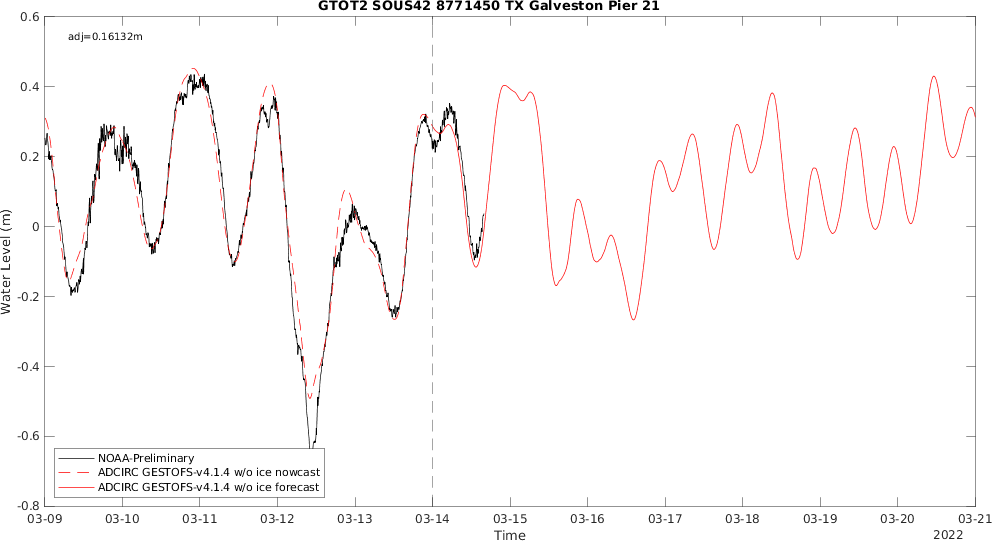 GTOT2 SOUS42 8771450 TX Galveston Pier 21
adj=0.16132m
0.6
0.4
0.2
0
-0.2
-0.4
-0.6
-0.8
Water Level (m)
NOAA-Preliminary
ADCIRC GESTOFS-v4.1.4 w/o ice nowcast
ADCIRC GESTOFS-v4.1.4 w/o ice forecast
03-09 03-10 03-11 03-12 03-13 03-14 03-15 03-16 03-17 03-18 03-19 03-20 03-21
Time
2022